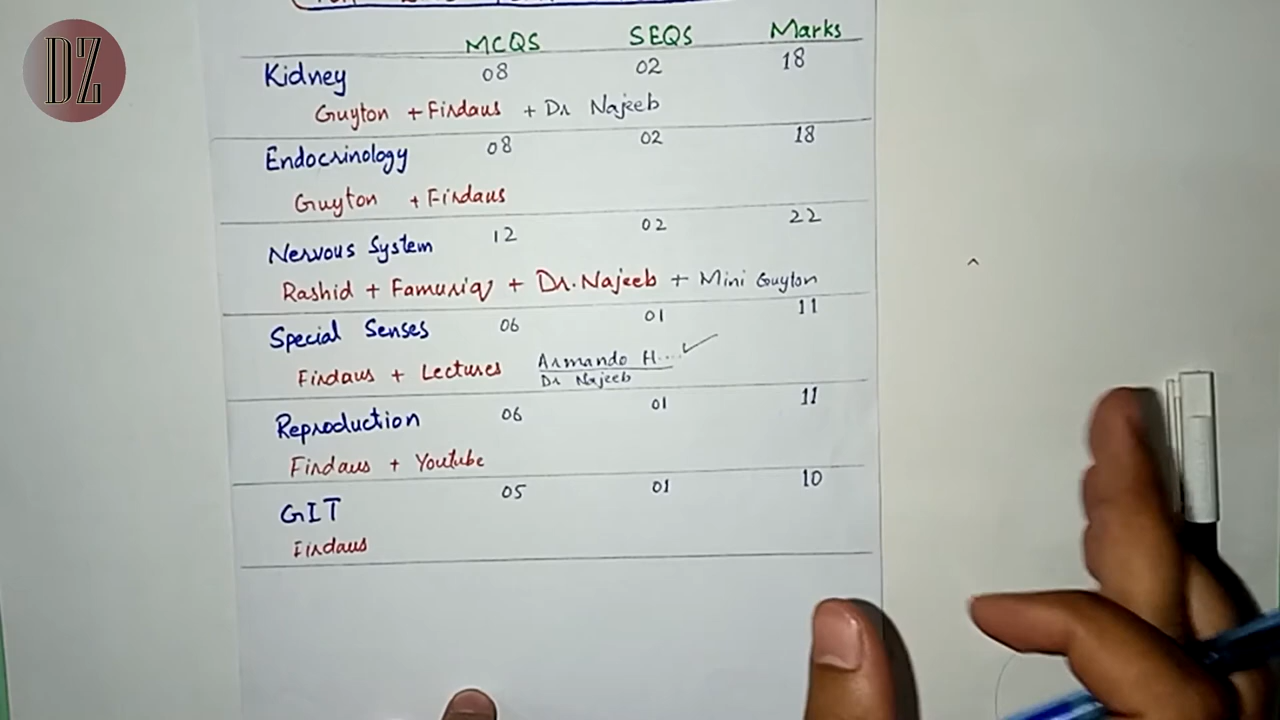 DZ
MCQS SEQS Marks
Kidney 08 02 18
Guyton + Firdaus + Dr Najeeb
Endocrinology 08 02 18
Guyton + Firdaus
Nervous System 12 02 22
Rashid + Famuriq + Dr. Najeeb + Mini Guyton
Special Senses 06 01 11
Firdaus + Lectures Armando H...
Dr Najeeb
Reproduction 06 01 11
Firdaus + Youtube
GIT 05 01 10
Firdaus